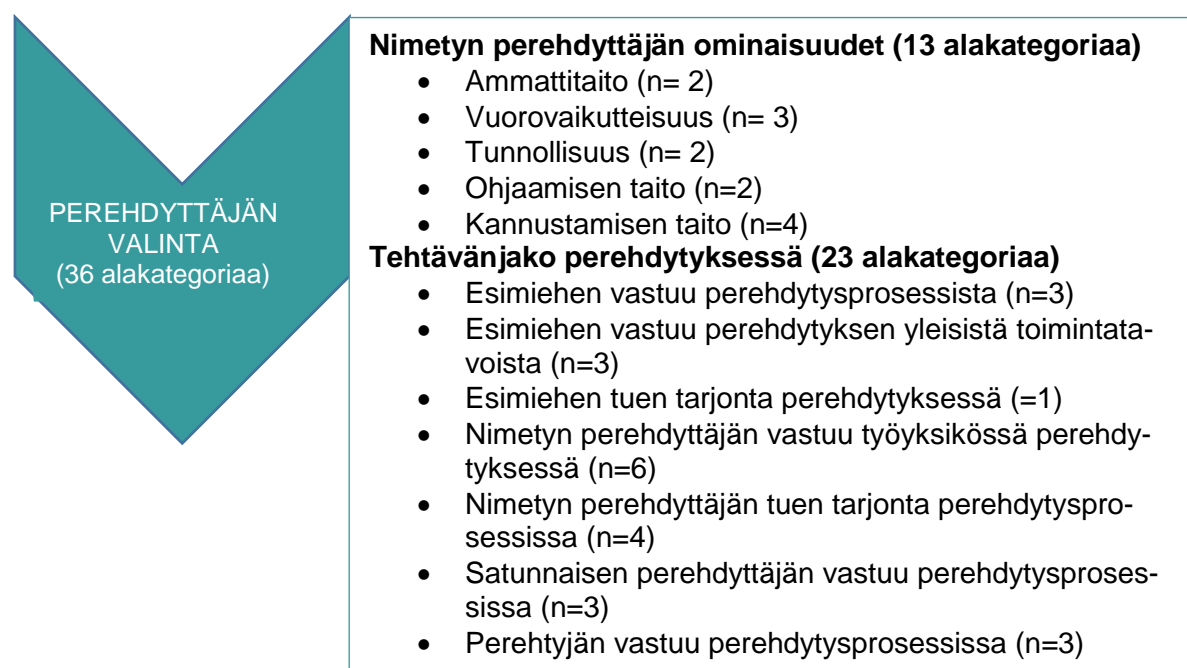 PEREHDYTTÄJÄN
VALINTA
(36 alakategoriaa)
Nimetyn perehdyttäjän ominaisuudet (13 alakategoriaa)
• Ammattitaito (n= 2)
• Vuorovaikutteisuus (n= 3)
• Tunnollisuus (n= 2)
• Ohjaamisen taito (n=2)
• Kannustamisen taito (n=4)
Tehtävänjako perehdytyksessä (23 alakategoriaa)
• Esimiehen vastuu perehdytysprosessista (n=3)
• Esimiehen vastuu perehdytyksen yleisistä toimintata-
voista (n=3)
• Esimiehen tuen tarjonta perehdytyksessä (=1)
• Nimetyn perehdyttäjän vastuu työyksikössä perehdy-
tyksessä (n=6)
• Nimetyn perehdyttäjän tuen tarjonta perehdytyspro-
sessissa (n=4)
• Satunnaisen perehdyttäjän vastuu perehdytysproses-
sissa (n=3)
• Perehtyjän vastuu perehdytysprosessissa (n=3)